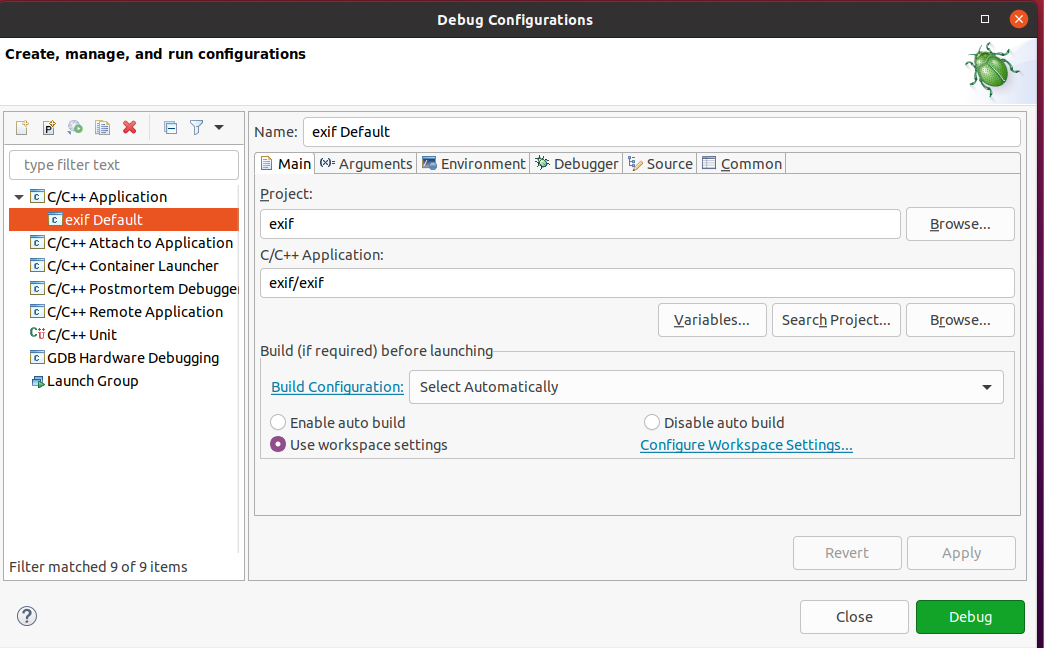 Debug Configurations
Create, manage, and run configurations
type filter text
C/C++ Application
exif Default
C/C++ Attach to Application
C/C++ Container Launcher
C/C++ Postmortem Debugger
C/C++ Remote Application
C/C++ Unit
GDB Hardware Debugging
Launch Group
Filter matched 9 of 9 items
Name: exif Default
Main (x)= Arguments Environment Debugger Source Common
Project:
exif Browse...
C/C++ Application:
exif/exif
Variables... Search Project... Browse...
Build (if required) before launching
Build Configuration: Select Automatically
Enable auto build Disable auto build
Use workspace settings Configure Workspace Settings...
Revert Apply
? Close Debug